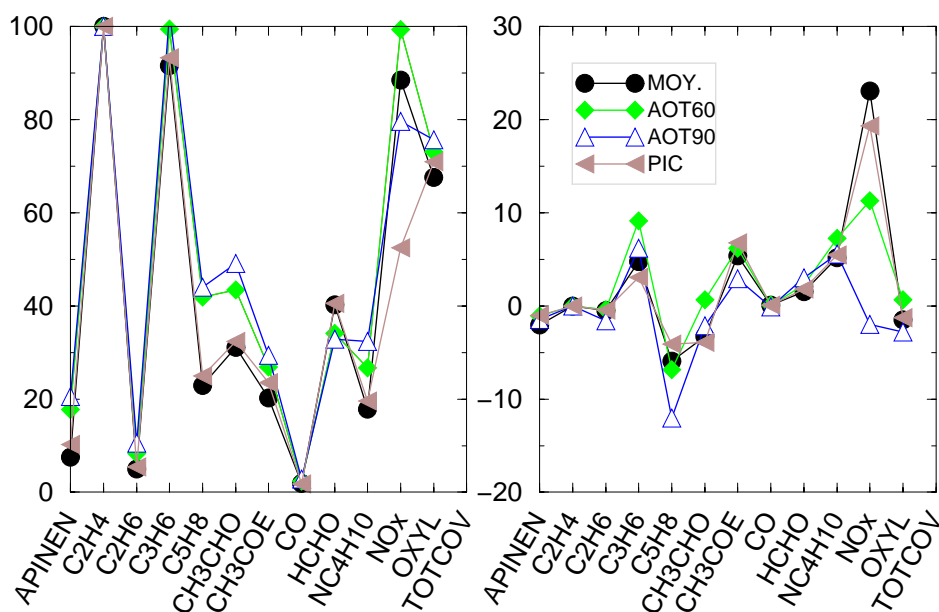 100
80
60
40
20
0
APINEN
C2H4
C2H6
C3H6
C5H8
CH3CHO
CH3COE
CO
HCHO
NC4H10
NOX
OXYL
TOTCOV
30
20
10
0
−10
−20
MOY.
AOT60
AOT90
PIC
APINEN
C2H4
C2H6
C3H6
C5H8
CH3CHO
CH3COE
CO
HCHO
NC4H10
NOX
OXYL
TOTCOV